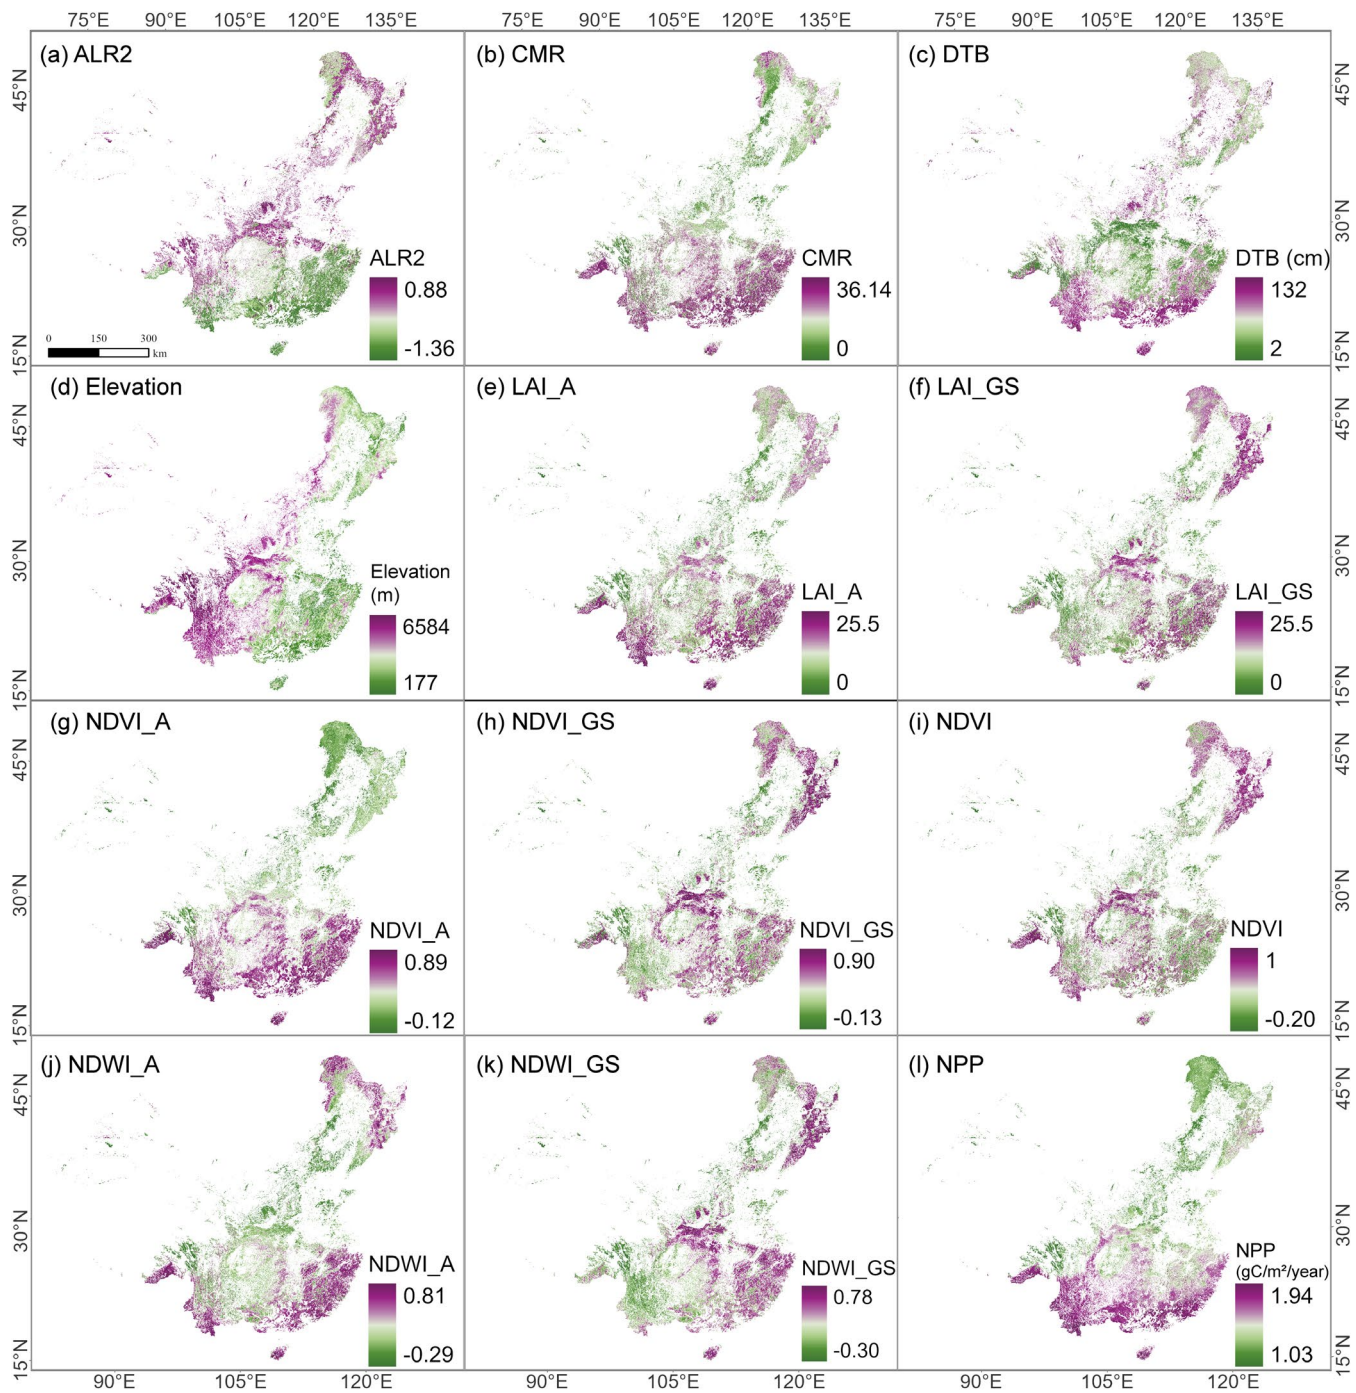 75°E 90°E 105°E 120°E 135°E 75°E 90°E 105°E 120°E 135°E 75°E 90°E 105°E 120°E 135°E
(a) ALR2
(b) CMR
(c) DTB
45°N
45°N
30°N
30°N
ALR2
0.88
-1.36
CMR
36.14
0
DTB (cm)
132
2
0 150 300
km
15°N
15°N
(d) Elevation
(e) LAI_A
(f) LAI_GS
45°N
45°N
30°N
30°N
Elevation
(m)
6584
177
LAI_A
25.5
0
LAI_GS
25.5
0
15°N
15°N
(g) NDVI_A
(h) NDVI_GS
(i) NDVI
45°N
45°N
30°N
30°N
NDVI_A
0.89
-0.12
NDVI_GS
0.90
-0.13
NDVI
1
-0.20
15°N
15°N
(j) NDWI_A
(k) NDWI_GS
(l) NPP
45°N
45°N
30°N
30°N
NDWI_A
0.81
-0.29
NDWI_GS
0.78
-0.30
NPP
(gC/m²/year)
1.94
1.03
15°N
15°N
90°E 105°E 120°E 90°E 105°E 120°E 90°E 105°E 120°E